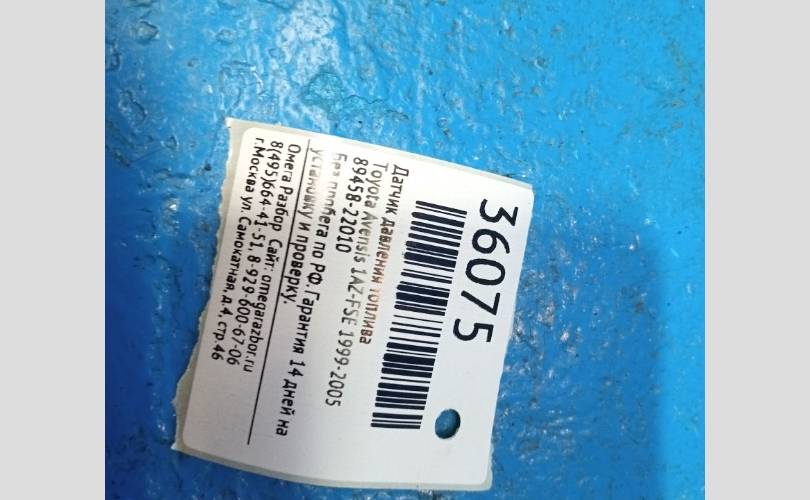 36075
Датчик давления топлива
Toyota Avensis 1AZ-FSE 1999-2005
89458-22010
Без пробега по РФ. Гарантия 14 дней на
установку и проверку.
Омега Разбор Сайт: omegarazbor.ru
8(495)664-41-51, 8-929-600-67-06
г.Москва ул. Самокатная, д.4, стр.46